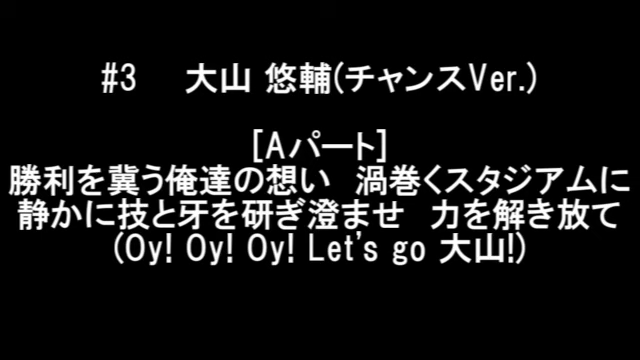 #3　大山 悠輔(チャンスVer.)
[Aパート]
勝利を冀う俺達の想い　渦巻くスタジアムに
静かに技と牙を研ぎ澄ませ　力を解き放て
(Oy! Oy! Oy! Let's go 大山!)